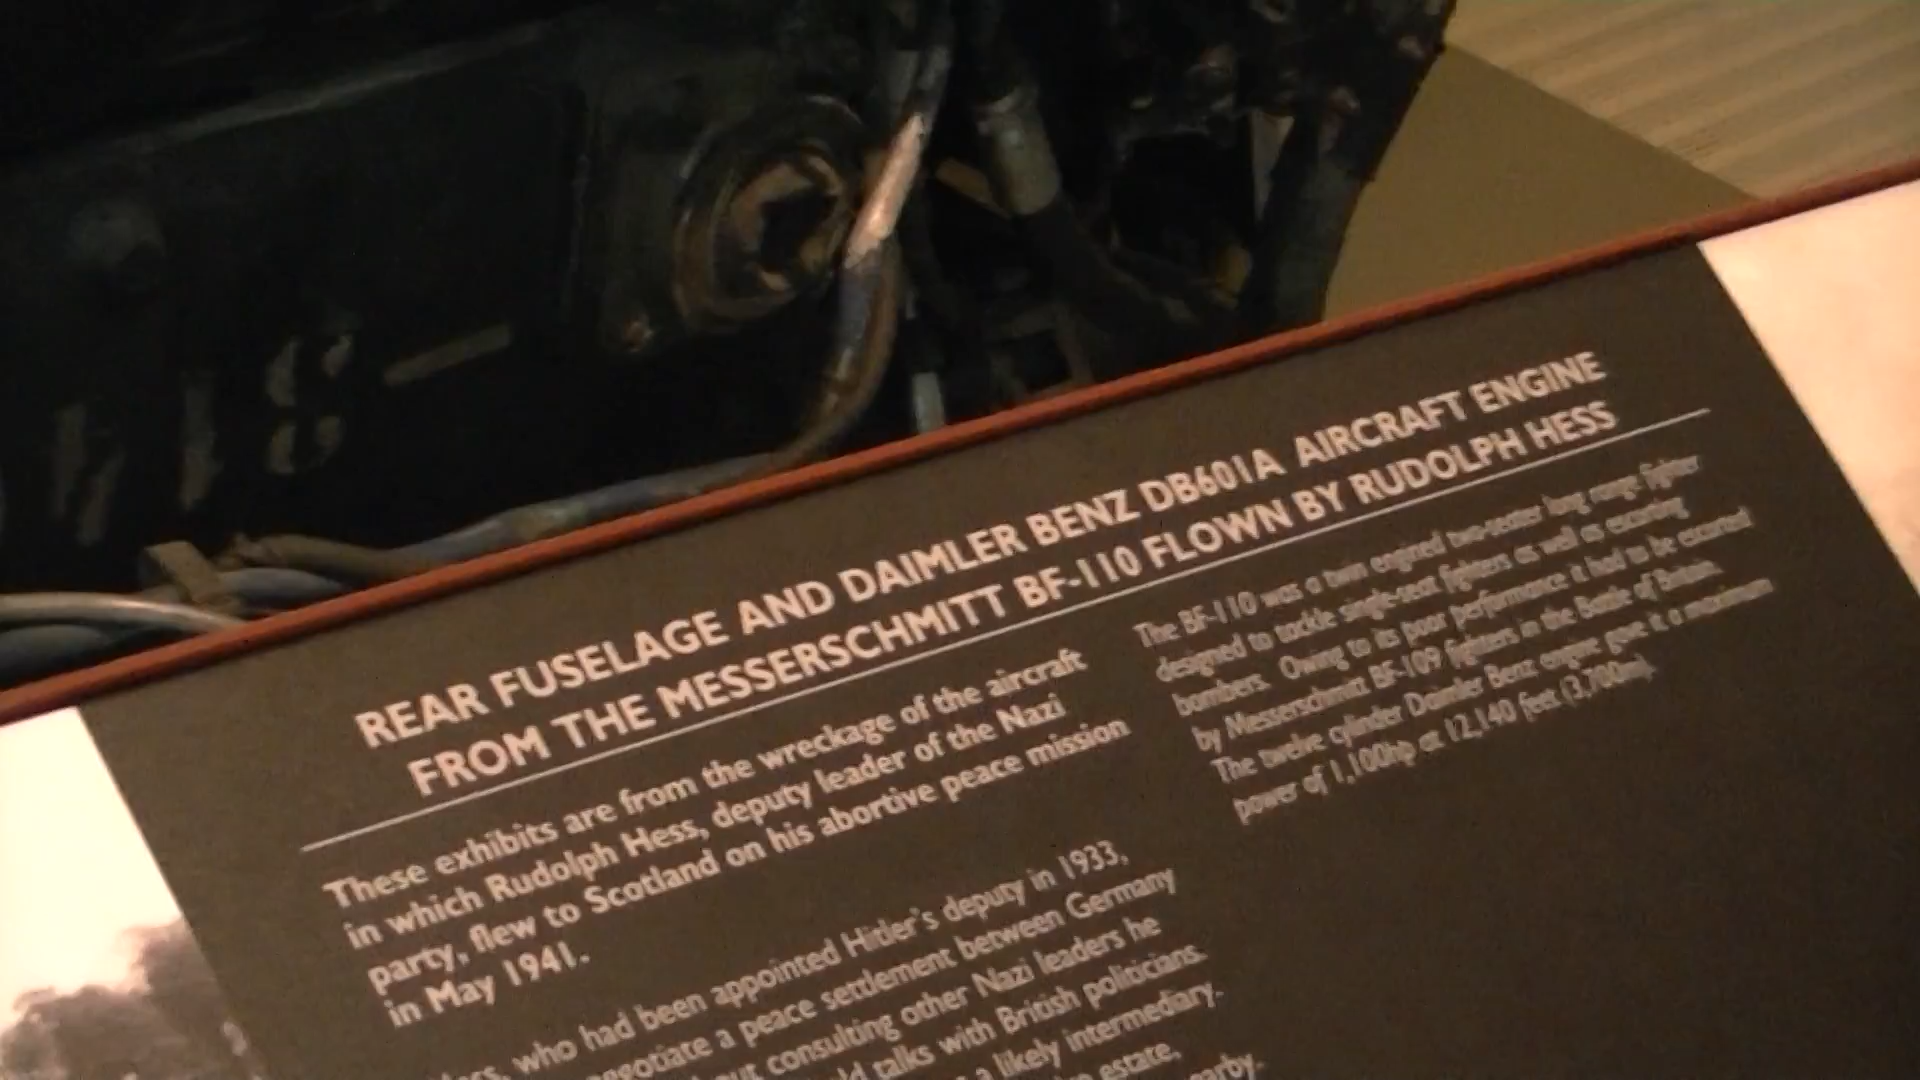 REAR FUSELAGE AND DAIMLER BENZ DB601A AIRCRAFT ENGINE
FROM THE MESSERSCHMITT BF-110 FLOWN BY RUDOLPH HESS
These exhibits are from the wreckage of the aircraft
in which Rudolph Hess, deputy leader of the Nazi
party, flew to Scotland on his abortive peace mission
in May 1941.
who had been appointed Hitler's deputy in 1933,
negotiate a peace settlement between Germany
consulting other Nazi leaders he
talks with British politicians.
a likely intermediary.
estate,
The BF-110 was a twin engined two-seater long range fighter
designed to tackle single-seat fighters as well as escorting
bombers. Owing to its poor performance it had to be escorted
by Messerschmitt BF-109 fighters in the Battle of Britain.
The twelve cylinder Daimler Benz engine gave it a maximum
power of 1,100hp at 12,140 feet (3,700m).